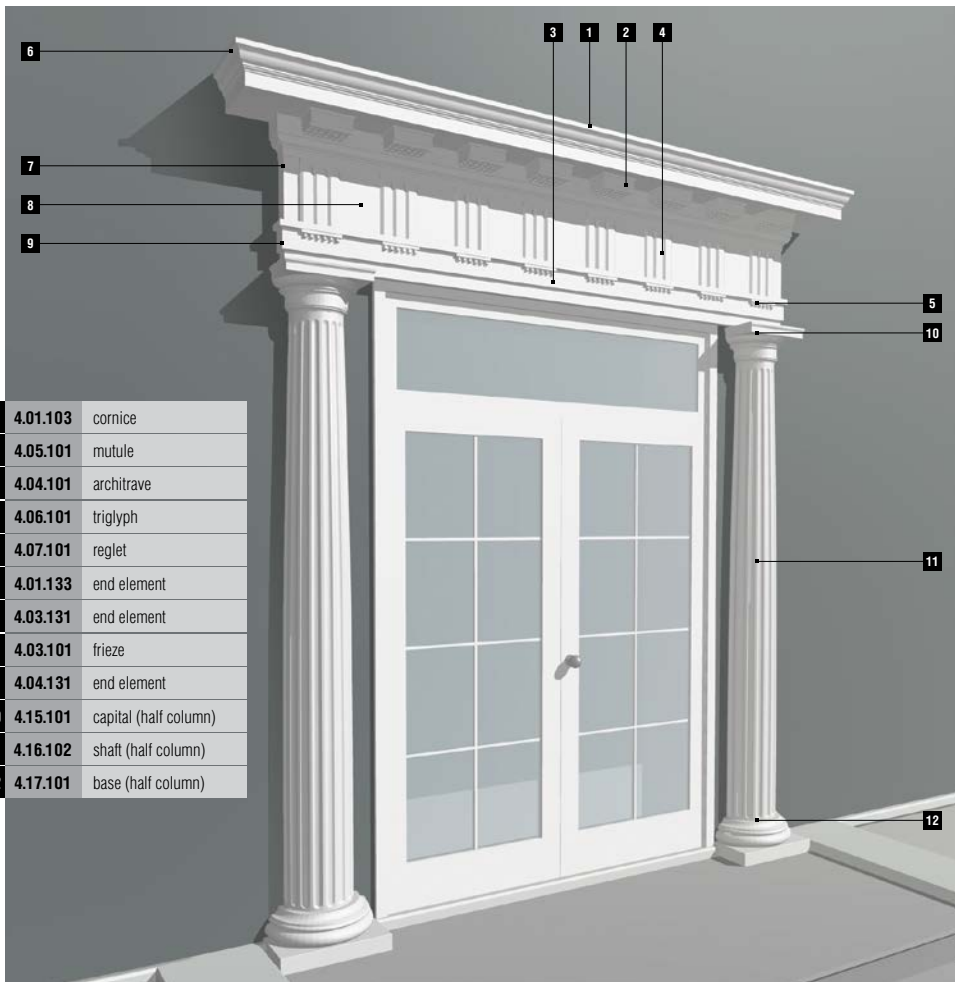 3 1 2 4
6
7
8
9
5
10
4.01.103 cornice
4.05.101 mutule
4.04.101 architrave
4.06.101 triglyph
4.07.101 reglet
4.01.133 end element
4.03.131 end element
4.03.101 frieze
4.04.131 end element
4.15.101 capital (half column)
4.16.102 shaft (half column)
4.17.101 base (half column)
11
12